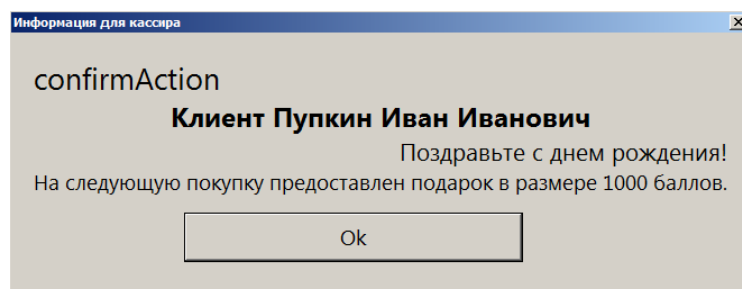 Информация для кассира
confirmAction
Клиент Пупкин Иван Иванович
Поздравьте с днем рождения!
На следующую покупку предоставлен подарок в размере 1000 баллов.
Ok